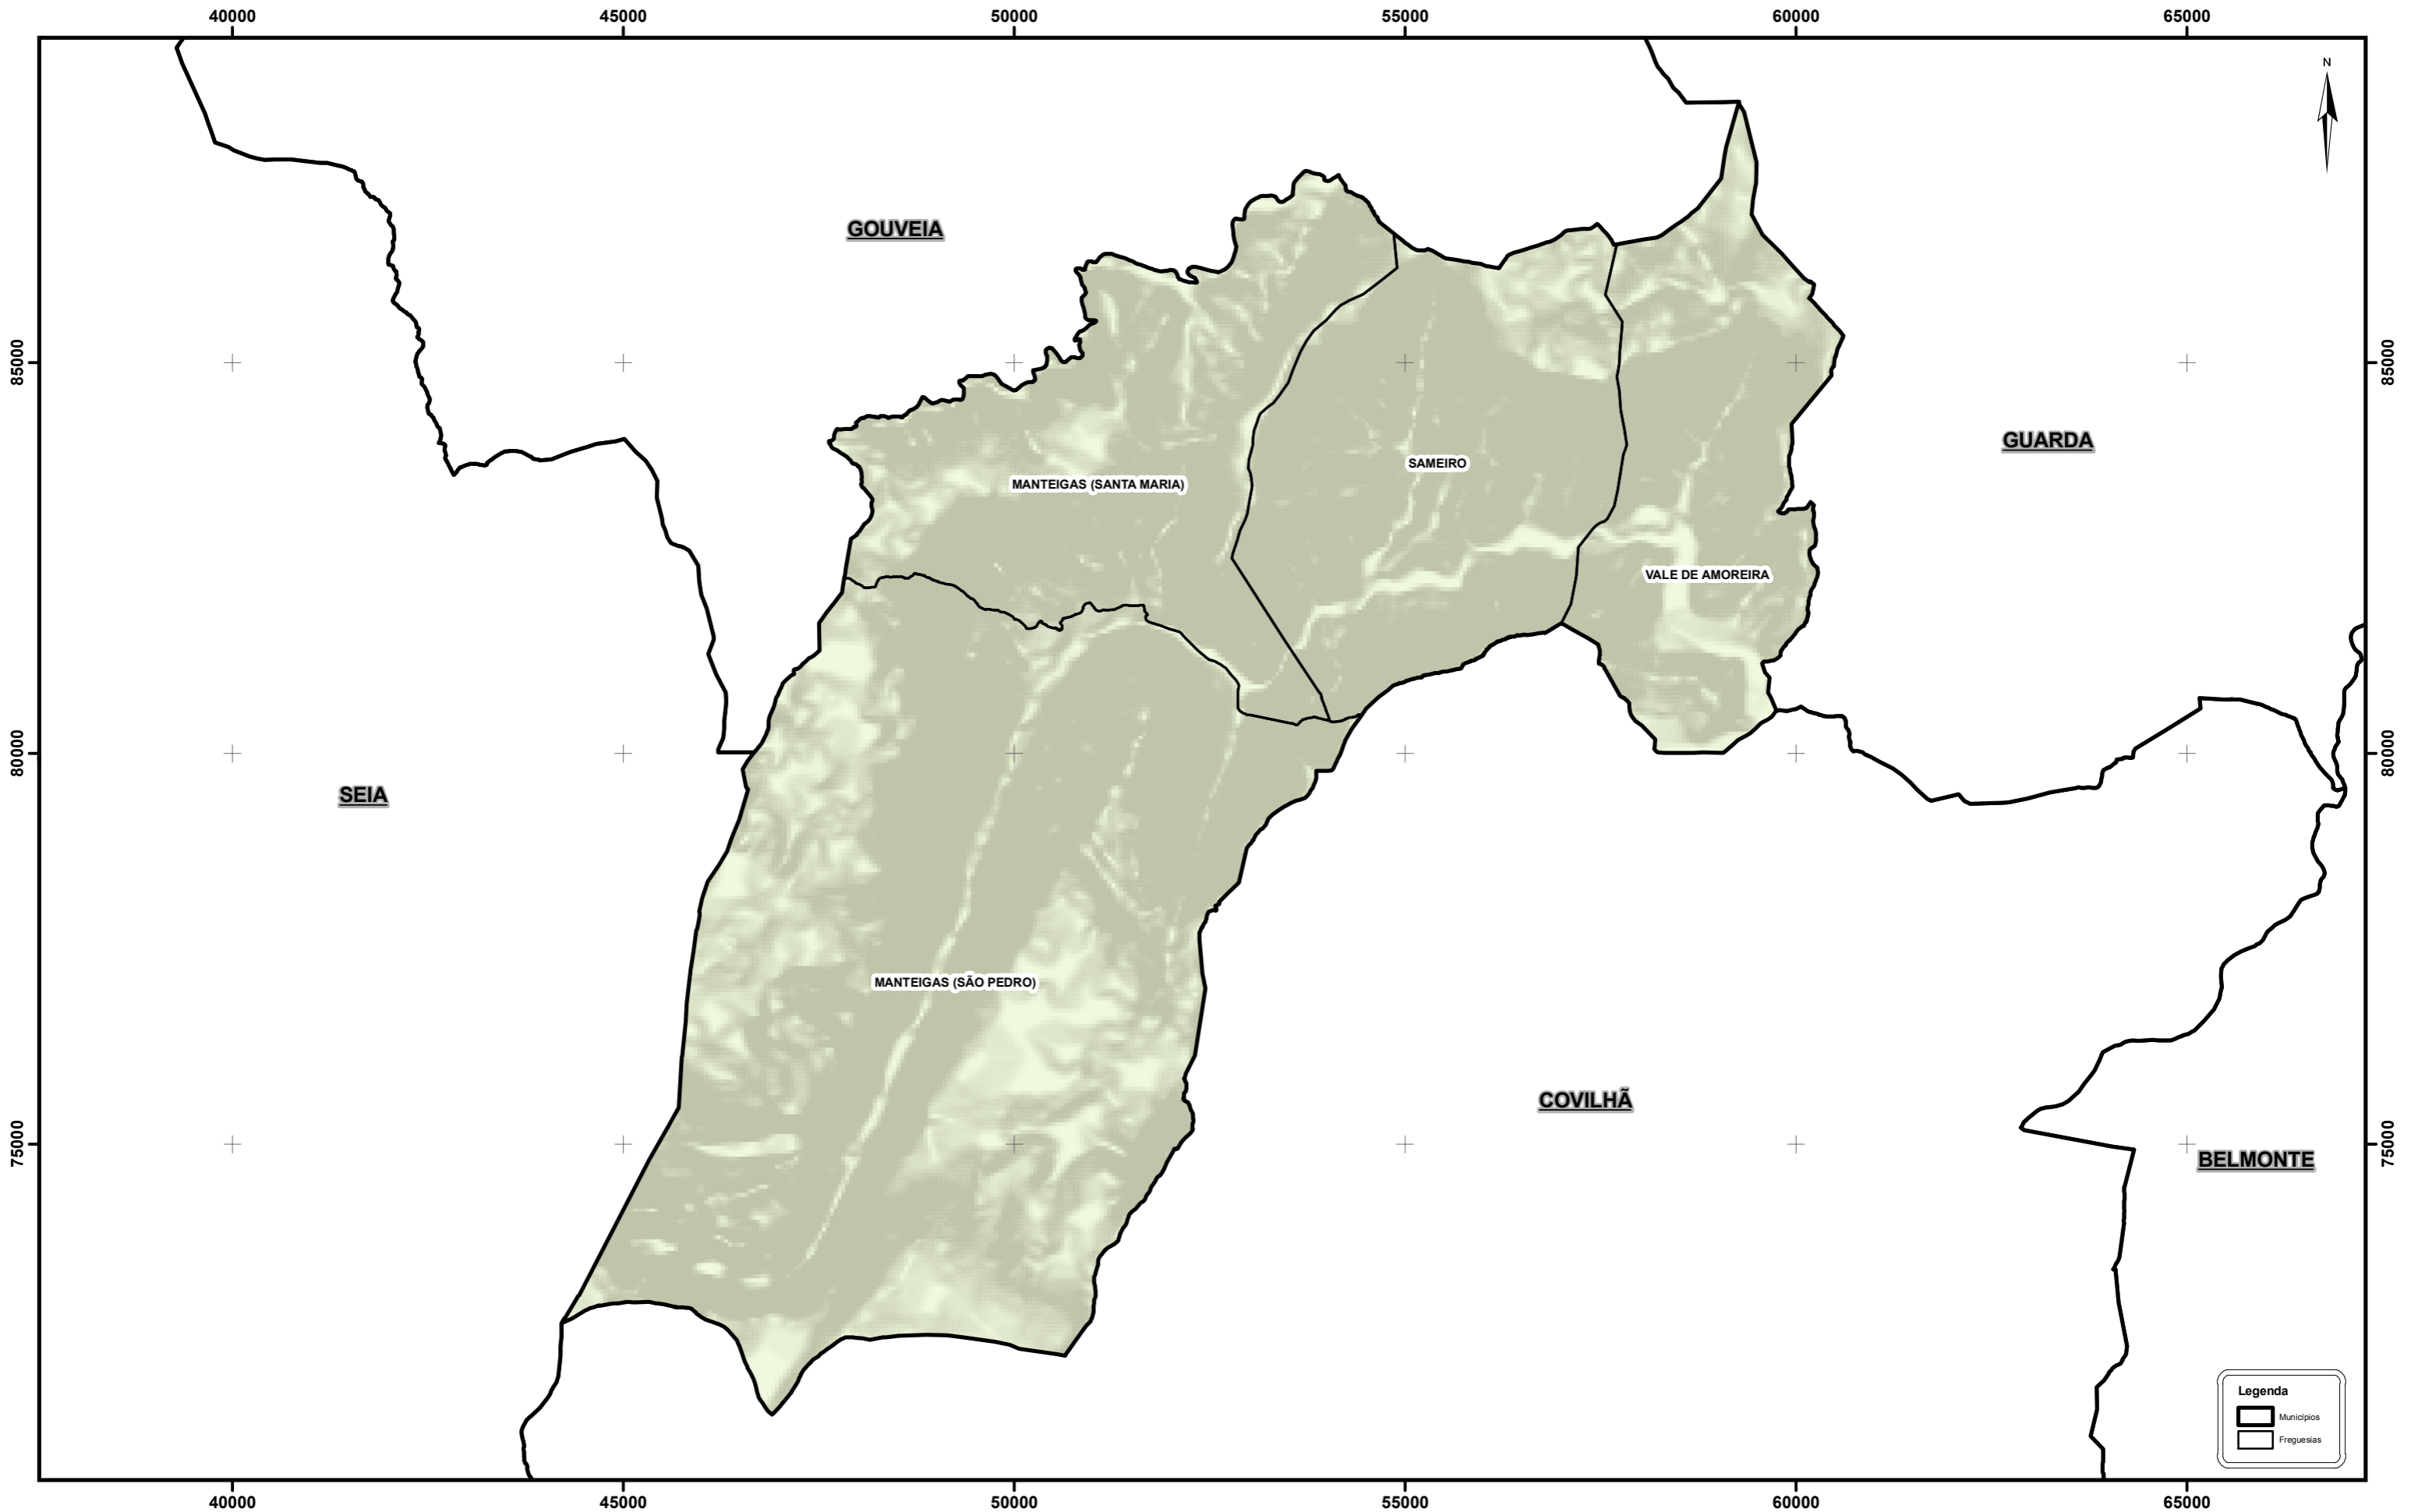 40000 45000 50000 55000 60000 65000
N
GOUVEIA
85000 85000
GUARDA
SAMEIRO
MANTEIGAS (SANTA MARIA)
VALE DE AMOREIRA
80000 80000
SEIA
MANTEIGAS (SÃO PEDRO)
COVILHÃ
75000 75000
BELMONTE
Legenda
Municípios
Freguesias
40000 45000 50000 55000 60000 65000